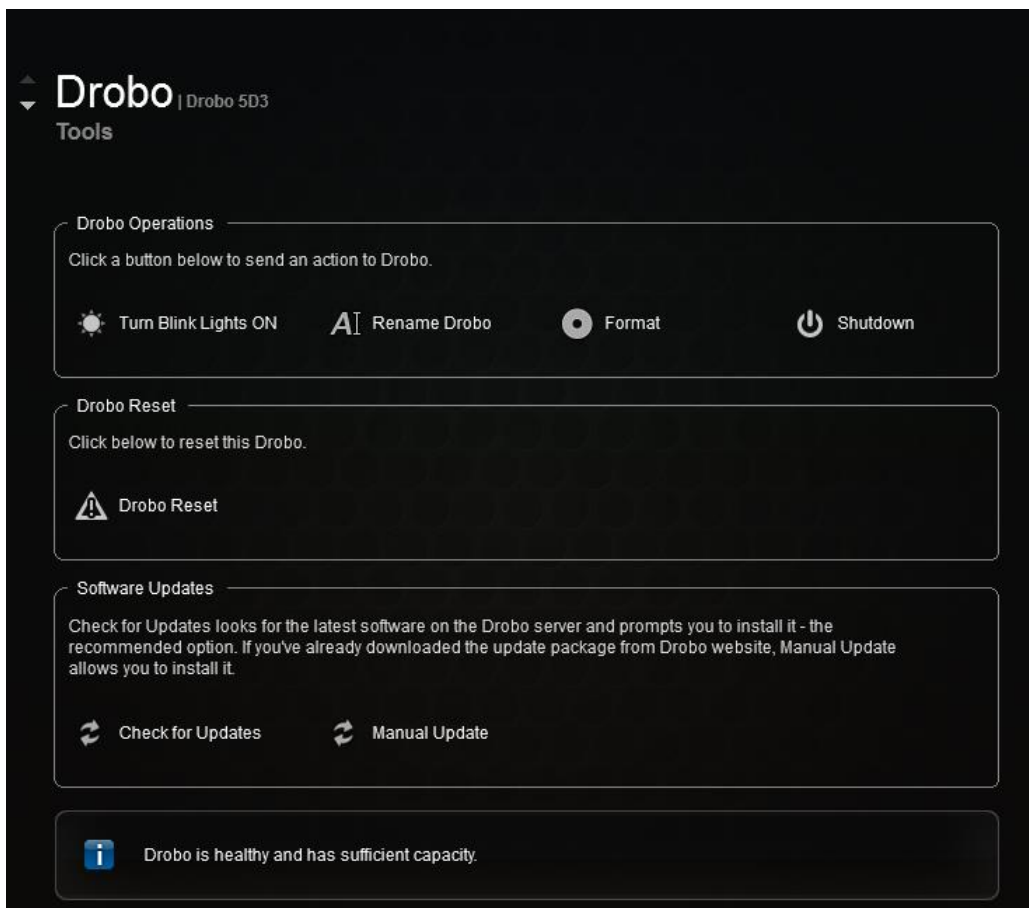 Drobo | Drobo 5D3
Tools
Drobo Operations
Click a button below to send an action to Drobo.
Turn Blink Lights ON Rename Drobo Format Shutdown
Drobo Reset
Click below to reset this Drobo.
Drobo Reset
Software Updates
Check for Updates looks for the latest software on the Drobo server and prompts you to install it - the
recommended option. If you've already downloaded the update package from Drobo website, Manual Update
allows you to install it.
Check for Updates Manual Update
Drobo is healthy and has sufficient capacity.